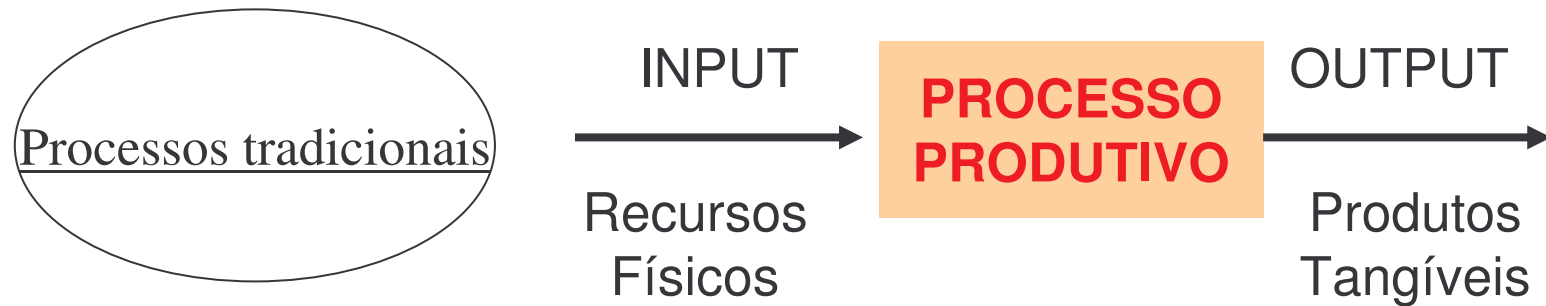 Processos tradicionais
INPUT
Recursos
Físicos
PROCESSO
PRODUTIVO
OUTPUT
Produtos
Tangíveis